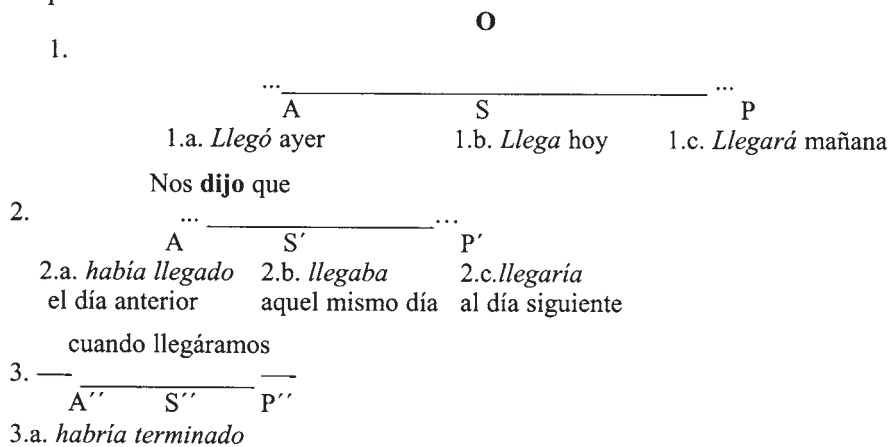 O
1.
... ...
A S P
1.a. Llegó ayer 1.b. Llega hoy 1.c. Llegará mañana
Nos dijo que
2.
... ...
A S´ P´
2.a. había llegado 2.b. llegaba 2.c.llegaría
el día anterior aquel mismo día al día siguiente
cuando llegáramos
3.
A´´ S´´ P´´
3.a. habría terminado